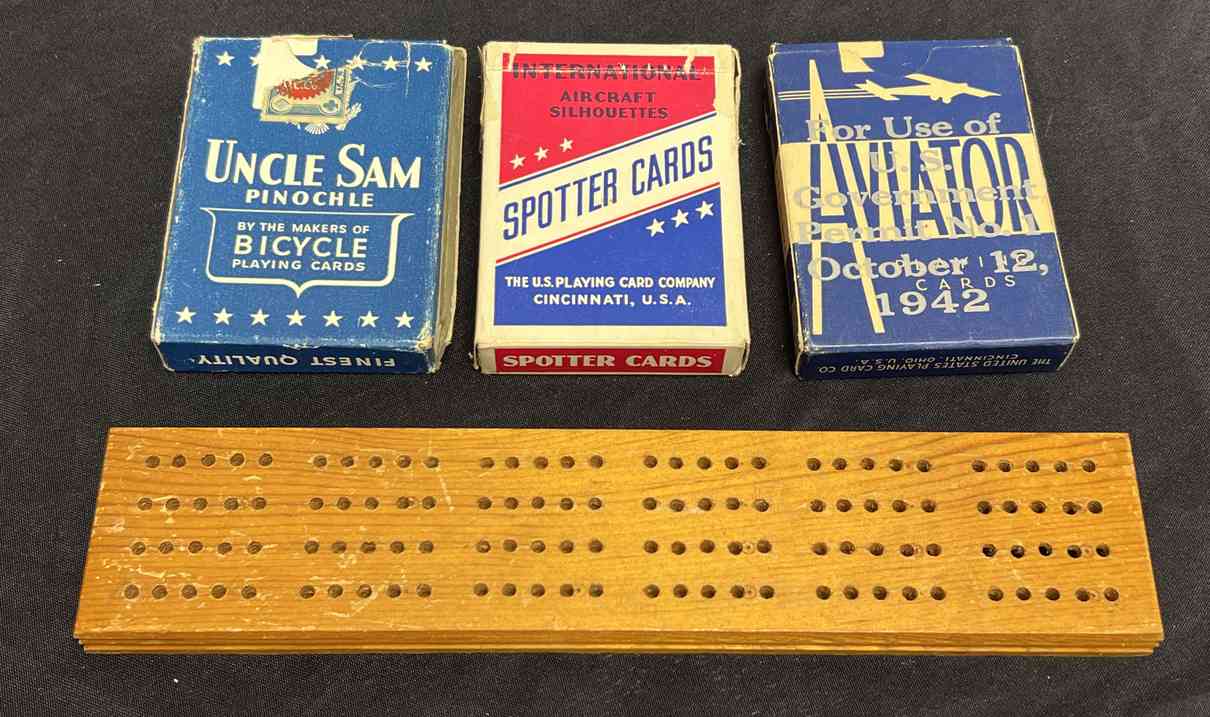 UNCLE SAM
PINOCHLE
BY THE MAKERS OF
BICYCLE
PLAYING CARDS
FINEST QUALITY
INTERNATIONAL
AIRCRAFT
SILHOUETTES
SPOTTER CARDS
THE U.S. PLAYING CARD COMPANY
CINCINNATI, U.S.A.
SPOTTER CARDS
For Use of
U. S.
Government
Permit No. 1
October 12,
1942
AVIATOR
PLAYING
CARDS
THE UNITED STATES PLAYING CARD CO
CINCINNATI, OHIO, U.S.A.